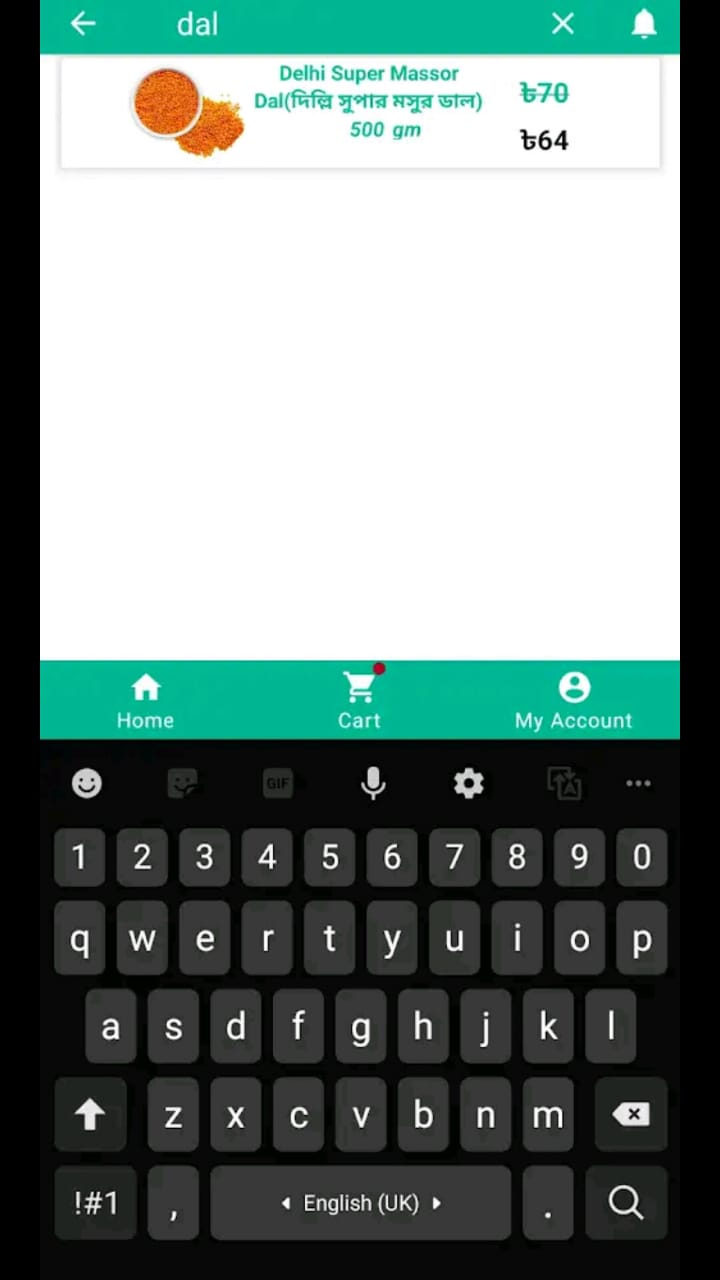 dal
Delhi Super Massor
Dal(দিল্লি সুপার মসুর ডাল)
500 gm
৳70
৳64
Home
Cart
My Account
GIF
1 2 3 4 5 6 7 8 9 0
q w e r t y u i o p
a s d f g h j k l
z x c v b n m
!#1 , English (UK) .